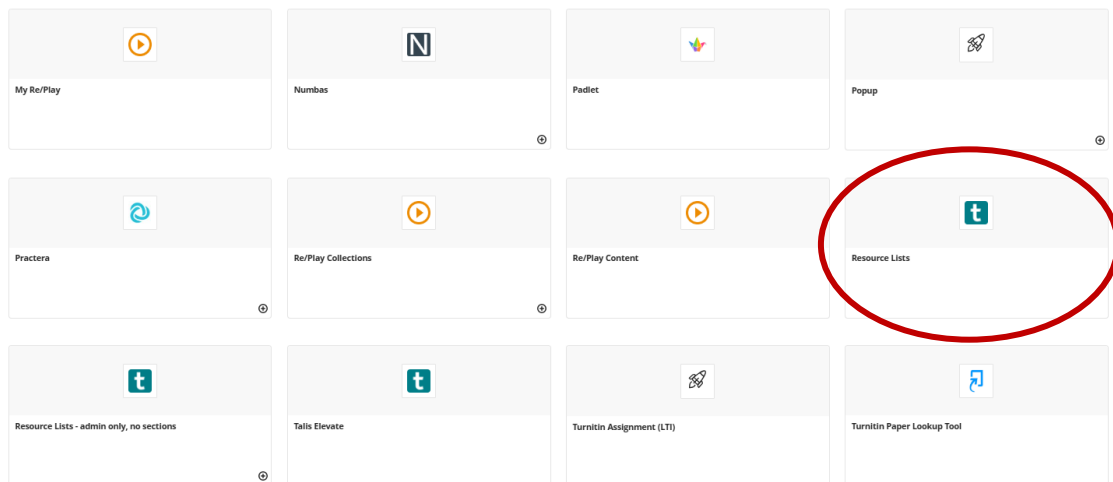 My Re/Play
N
Numbas
Padlet
Popup
Practera
Re/Play Collections
Re/Play Content
t
Resource Lists
t
Resource Lists - admin only, no sections
t
Talis Elevate
Turnitin Assignment (LTI)
Turnitin Paper Lookup Tool